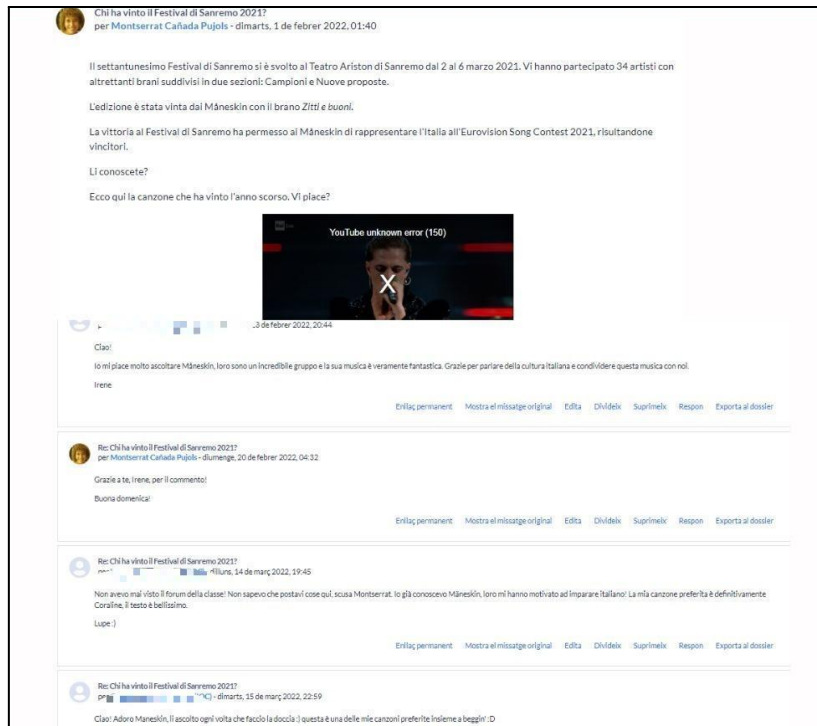 Chi ha vinto il Festival di Sanremo 2021?
per Montserrat Cañada Pujols - dimarts, 1 de febrer 2022, 01:40
Il settantunesimo Festival di Sanremo si è svolto al Teatro Ariston di Sanremo dal 2 al 6 marzo 2021. Vi hanno partecipato 34 artisti con
altrettanti brani suddivisi in due sezioni: Campioni e Nuove proposte.
L'edizione è stata vinta dai Måneskin con il brano Zitti e buoni.
La vittoria al Festival di Sanremo ha permesso ai Måneskin di rappresentare l'Italia all'Eurovision Song Contest 2021, risultandone
vincitori.
Li conoscete?
Ecco qui la canzone che ha vinto l'anno scorso. Vi piace?
YouTube unknown error (150)
X
3 de febrer 2022, 20:44
Ciao!
Io mi piace molto ascoltare Måneskin, loro sono un incredibile gruppo e la sua musica è veramente fantastica. Grazie per parlare della cultura italiana e condividere questa musica con noi.
Irene
Enllaç permanent Mostra el missatge original Edita Divideix Suprimeix Respon Exporta al dossier
Re: Chi ha vinto il Festival di Sanremo 2021?
per Montserrat Cañada Pujols - diumenge, 20 de febrer 2022, 04:32
Grazie a te, Irene, per il commento!
Buona domenica!
Enllaç permanent Mostra el missatge original Edita Divideix Suprimeix Respon Exporta al dossier
Re: Chi ha vinto il Festival di Sanremo 2021?
dilluns, 14 de març 2022, 19:45
Non avevo mai visto il forum della classe! Non sapevo che postavi cose qui, scusa Montserrat. Io già conoscevo Måneskin, loro mi hanno motivato ad imparare italiano! La mia canzone preferita è definitivamente
Coraline, il testo è bellissimo.
Lupe :)
Enllaç permanent Mostra el missatge original Edita Divideix Suprimeix Respon Exporta al dossier
Re: Chi ha vinto il Festival di Sanremo 2021?
- dimarts, 15 de març 2022, 22:59
Ciao! Adoro Maneskin, li ascolto ogni volta che faccio la doccia :) questa è una delle mie canzoni preferite insieme a beggin' :D